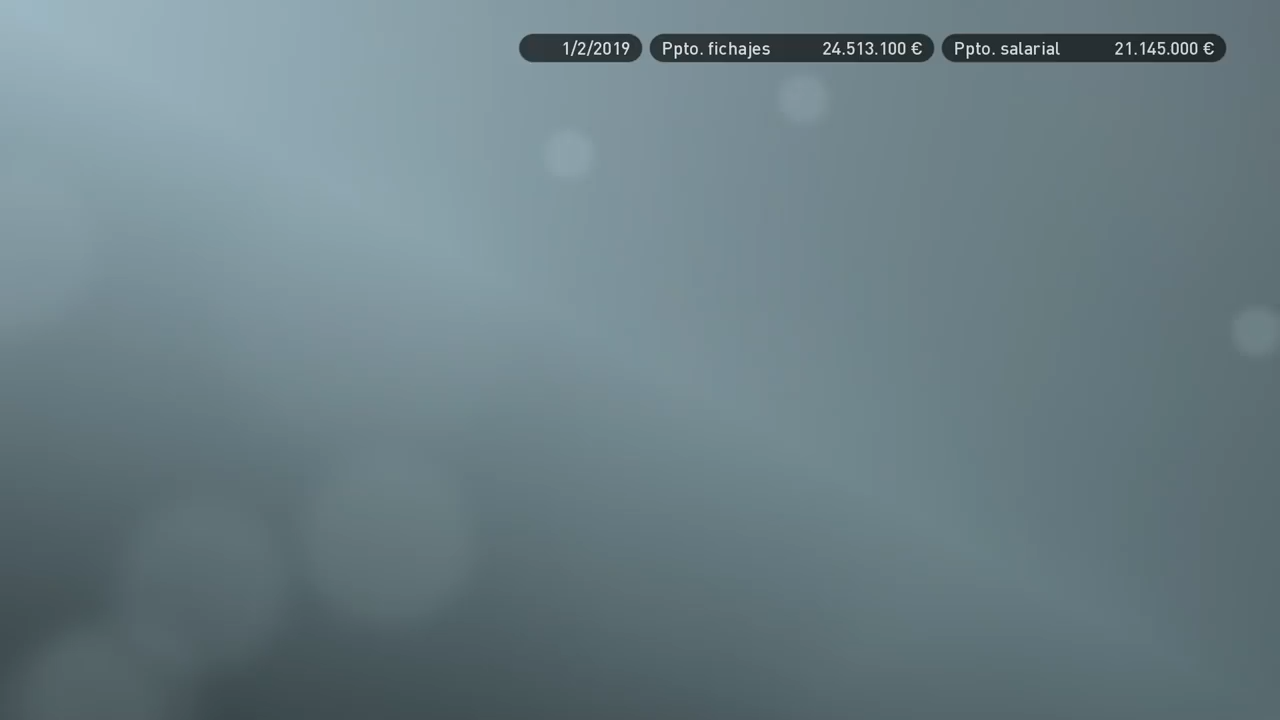 1/2/2019 Ppto. fichajes 24.513.100 € Ppto. salarial 21.145.000 €